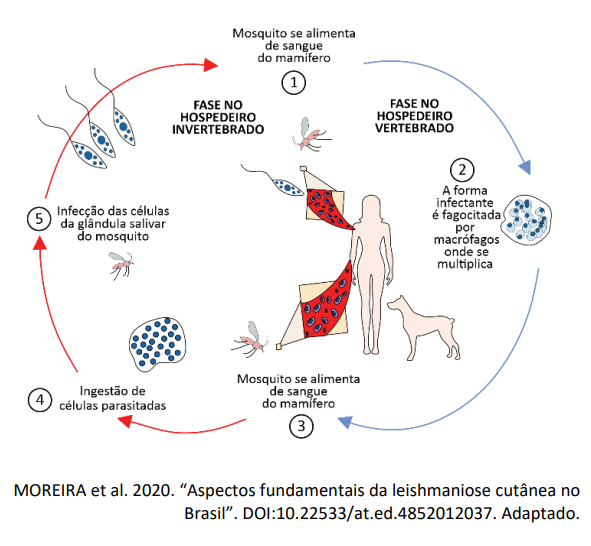 Mosquito se alimenta
de sangue
do mamífero
1
FASE NO
HOSPEDEIRO
INVERTEBRADO
FASE NO
HOSPEDEIRO
VERTEBRADO
2
A forma
infectante
é fagocitada
por
macrófagos
onde se
multiplica
5
Infecção das células
da glândula salivar
do mosquito
4
Ingestão de
células parasitadas
Mosquito se alimenta
de sangue
do mamífero
3
MOREIRA et al. 2020. “Aspectos fundamentais da leishmaniose cutânea no
Brasil”. DOI:10.22533/at.ed.4852012037. Adaptado.